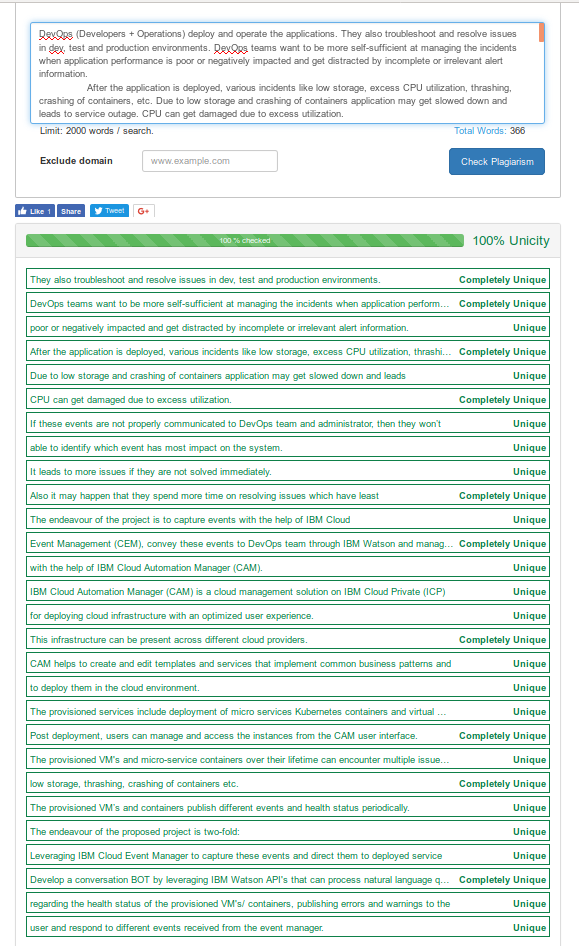 DevOps (Developers + Operations) deploy and operate the applications. They also troubleshoot and resolve issues
in dev, test and production environments. DevOps teams want to be more self-sufficient at managing the incidents
when application performance is poor or negatively impacted and get distracted by incomplete or irrelevant alert
information.
After the application is deployed, various incidents like low storage, excess CPU utilization, thrashing,
crashing of containers, etc. Due to low storage and crashing of containers application may get slowed down and
leads to service outage. CPU can get damaged due to excess utilization.
Limit: 2000 words / search. Total Words: 366
Exclude domain www.example.com Check Plagiarism
Like 1 Share Tweet G+
100 % checked 100% Unicity
They also troubleshoot and resolve issues in dev, test and production environments. Completely Unique
DevOps teams want to be more self-sufficient at managing the incidents when application perform... Completely Unique
poor or negatively impacted and get distracted by incomplete or irrelevant alert information. Unique
After the application is deployed, various incidents like low storage, excess CPU utilization, thrashi... Completely Unique
Due to low storage and crashing of containers application may get slowed down and leads Unique
CPU can get damaged due to excess utilization. Completely Unique
If these events are not properly communicated to DevOps team and administrator, then they won't Unique
able to identify which event has most impact on the system. Unique
It leads to more issues if they are not solved immediately. Unique
Also it may happen that they spend more time on resolving issues which have least Completely Unique
The endeavour of the project is to capture events with the help of IBM Cloud Unique
Event Management (CEM), convey these events to DevOps team through IBM Watson and manag... Completely Unique
with the help of IBM Cloud Automation Manager (CAM). Unique
IBM Cloud Automation Manager (CAM) is a cloud management solution on IBM Cloud Private (ICP) Unique
for deploying cloud infrastructure with an optimized user experience. Unique
This infrastructure can be present across different cloud providers. Completely Unique
CAM helps to create and edit templates and services that implement common business patterns and Unique
to deploy them in the cloud environment. Unique
The provisioned services include deployment of micro services Kubernetes containers and virtual ... Unique
Post deployment, users can manage and access the instances from the CAM user interface. Completely Unique
The provisioned VM's and micro-service containers over their lifetime can encounter multiple issue... Unique
low storage, thrashing, crashing of containers etc. Completely Unique
The provisioned VM's and containers publish different events and health status periodically. Unique
The endeavour of the proposed project is two-fold: Unique
Leveraging IBM Cloud Event Manager to capture these events and direct them to deployed service Unique
Develop a conversation BOT by leveraging IBM Watson API's that can process natural language q... Completely Unique
regarding the health status of the provisioned VM's/ containers, publishing errors and warnings to the Unique
user and respond to different events received from the event manager. Unique